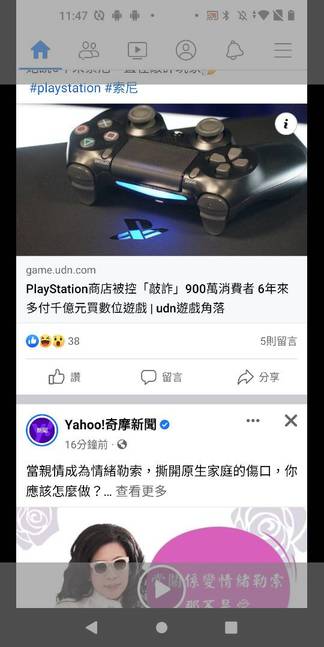 11:47
#playstation #索尼
game.udn.com
PlayStation商店被控「敲詐」900萬消費者 6年來
多付千億元買數位遊戲 | udn遊戲角落
38
5則留言
讚
留言
分享
Yahoo!奇摩新聞
16分鐘前
當親情成為情緒勒索，撕開原生家庭的傷口，你
應該怎麼做？… 查看更多
當關係變情緒勒索